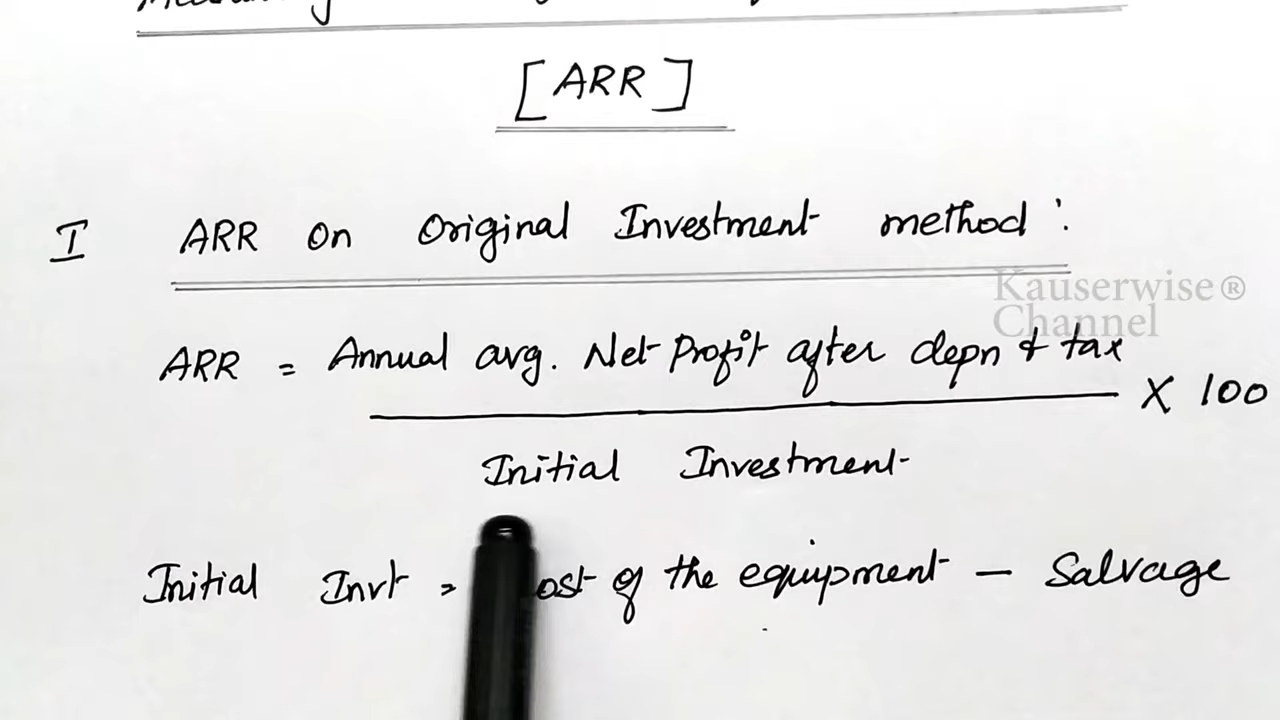 [ARR]
I ARR on Original Investment method :
Kauserwise®
Channel
ARR = Annual avg. Net Profit after depn & tax
X 100
Initial Investment
Initial Invt = of the equipment - Salvage